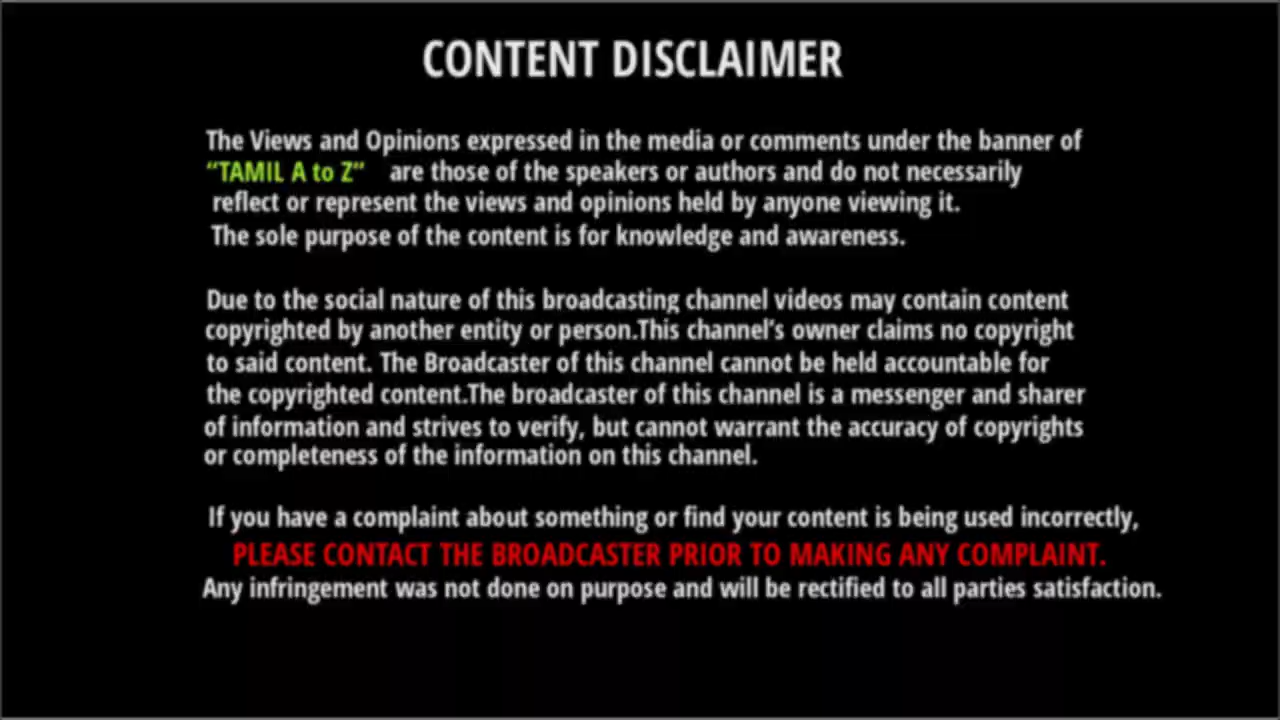 CONTENT DISCLAIMER
The Views and Opinions expressed in the media or comments under the banner of
“TAMIL A to Z” are those of the speakers or authors and do not necessarily
reflect or represent the views and opinions held by anyone viewing it.
The sole purpose of the content is for knowledge and awareness.
Due to the social nature of this broadcasting channel videos may contain content
copyrighted by another entity or person.This channel’s owner claims no copyright
to said content. The Broadcaster of this channel cannot be held accountable for
the copyrighted content.The broadcaster of this channel is a messenger and sharer
of information and strives to verify, but cannot warrant the accuracy of copyrights
or completeness of the information on this channel.
If you have a complaint about something or find your content is being used incorrectly,
PLEASE CONTACT THE BROADCASTER PRIOR TO MAKING ANY COMPLAINT.
Any infringement was not done on purpose and will be rectified to all parties satisfaction.